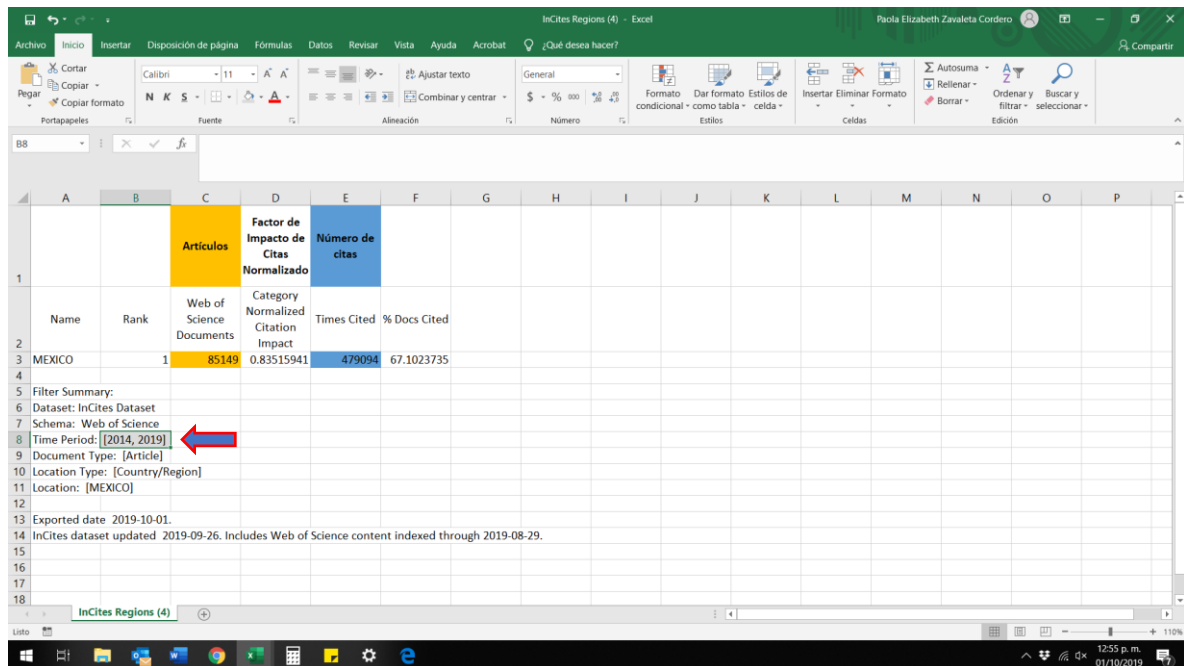 InCites Regions (4) - Excel
Paola Elizabeth Zavaleta Cordero
Archivo Inicio Insertar Disposición de página Fórmulas Datos Revisar Vista Ayuda Acrobat ¿Qué desea hacer? Compartir
Pegar
Cortar
Copiar
Copiar formato
Portapapeles
Calibri 11
N K S
Fuente
Ajustar texto
Combinar y centrar
Alineación
General
$ % 000
Número
Formato condicional
Dar formato como tabla
Estilos de celda
Estilos
Insertar Eliminar Formato
Celdas
Autosuma
Rellenar
Borrar
Ordenar y filtrar
Buscar y seleccionar
Edición
B8 fx
A B C D E F G H I J K L M N O P
1 Artículos Factor de Impacto de Citas Normalizado Número de citas
2 Name Rank Web of Science Documents Category Normalized Citation Impact Times Cited % Docs Cited
3 MEXICO 1 85149 0.83515941 479094 67.1023735
4
5 Filter Summary:
6 Dataset: InCites Dataset
7 Schema: Web of Science
8 Time Period: [2014, 2019]
9 Document Type: [Article]
10 Location Type: [Country/Region]
11 Location: [MEXICO]
12
13 Exported date 2019-10-01.
14 InCites dataset updated 2019-09-26. Includes Web of Science content indexed through 2019-08-29.
15
16
17
18
InCites Regions (4)
Listo
110%
12:55 p. m.
01/10/2019